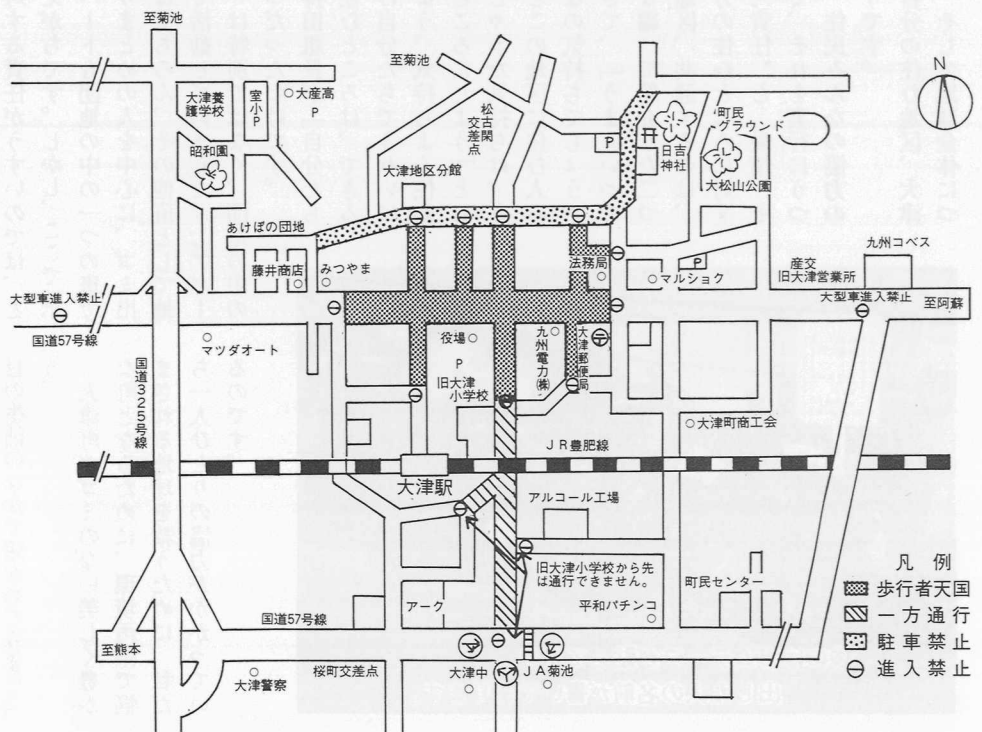 至菊池
至菊池
N
大津養
護学校
室小P
大産高
P
昭和園
松古閑
交差点
P
日吉
神社
町民
グラウンド
大松山公園
大津地区分館
あけぼの団地
藤井商店
みつやま
法務局
マルショク
P
産交
旧大津営業所
九州コベス
大型車進入禁止
国道57号線
大型車進入禁止
至阿蘇
マツダオート
国道325号線
役場
P
旧大津
小学校
九州電力㈱
大津郵便局
大津町商工会
JR豊肥線
大津駅
アルコール工場
旧大津小学校から先
は通行できません。
平和パチンコ
町民センター
アーク
国道57号線
至熊本
大津警察
桜町交差点
大津中
JA菊池
凡例
歩行者天国
一方通行
駐車禁止
進入禁止